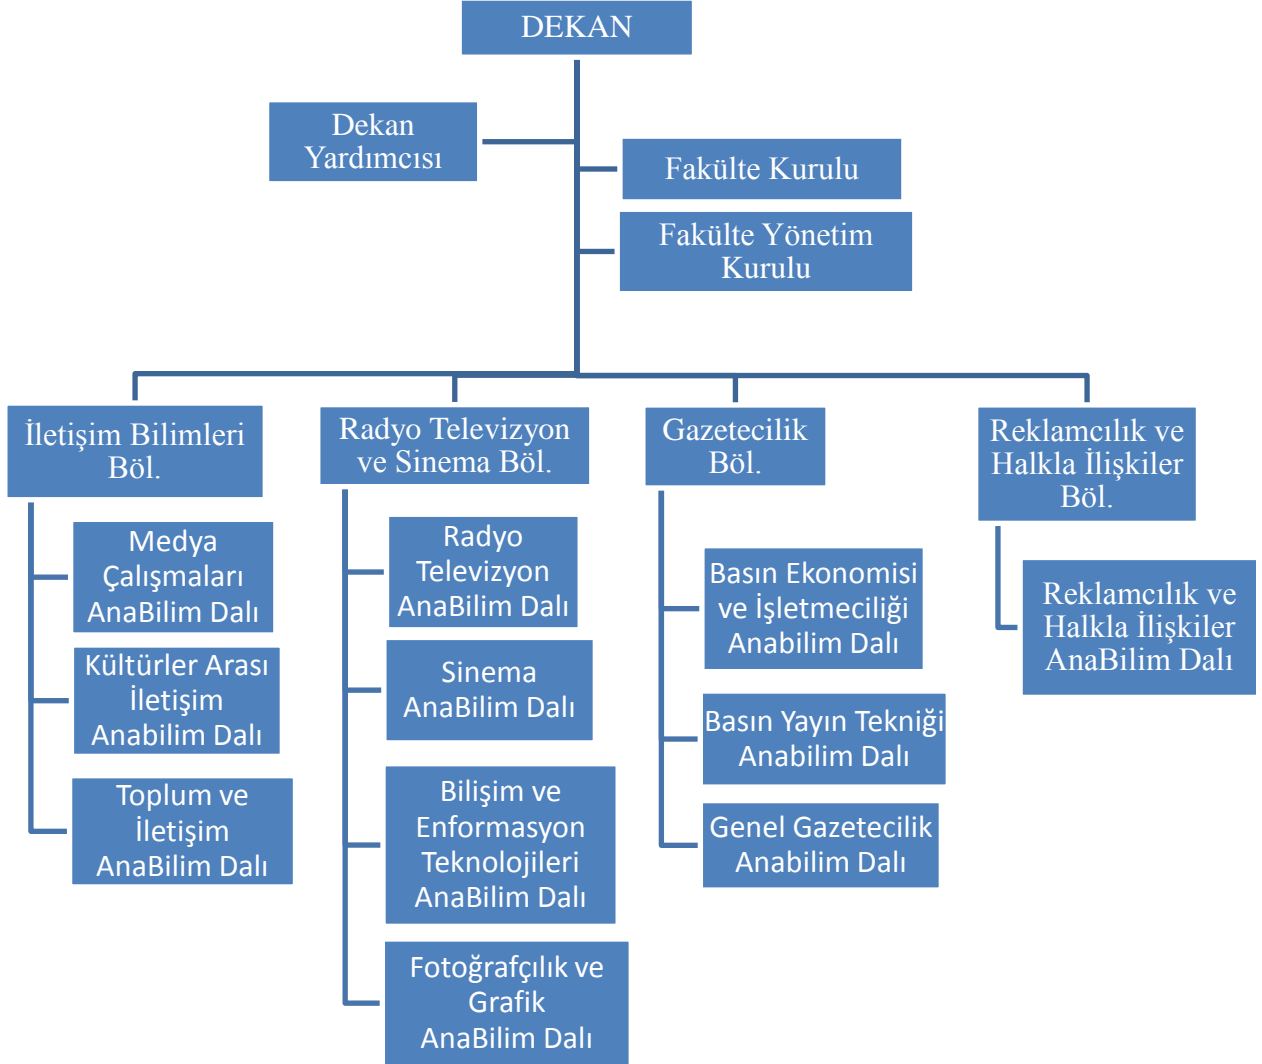 DEKAN
Dekan
Yardımcısı
Fakülte Kurulu
Fakülte Yönetim
Kurulu
İletişim Bilimleri
Böl.
Medya
Çalışmaları
AnaBilim Dalı
Kültürler Arası
İletişim
Anabilim Dalı
Toplum ve
İletişim
AnaBilim Dalı
Radyo Televizyon
ve Sinema Böl.
Radyo
Televizyon
AnaBilim Dalı
Sinema
AnaBilim Dalı
Bilişim ve
Enformasyon
Teknolojileri
AnaBilim Dalı
Fotoğrafçılık ve
Grafik
AnaBilim Dalı
Gazetecilik
Böl.
Basın Ekonomisi
ve İşletmeciliği
Anabilim Dalı
Basın Yayın Tekniği
Anabilim Dalı
Genel Gazetecilik
Anabilim Dalı
Reklamcılık ve
Halkla İlişkiler
Böl.
Reklamcılık ve
Halkla İlişkiler
AnaBilim Dalı